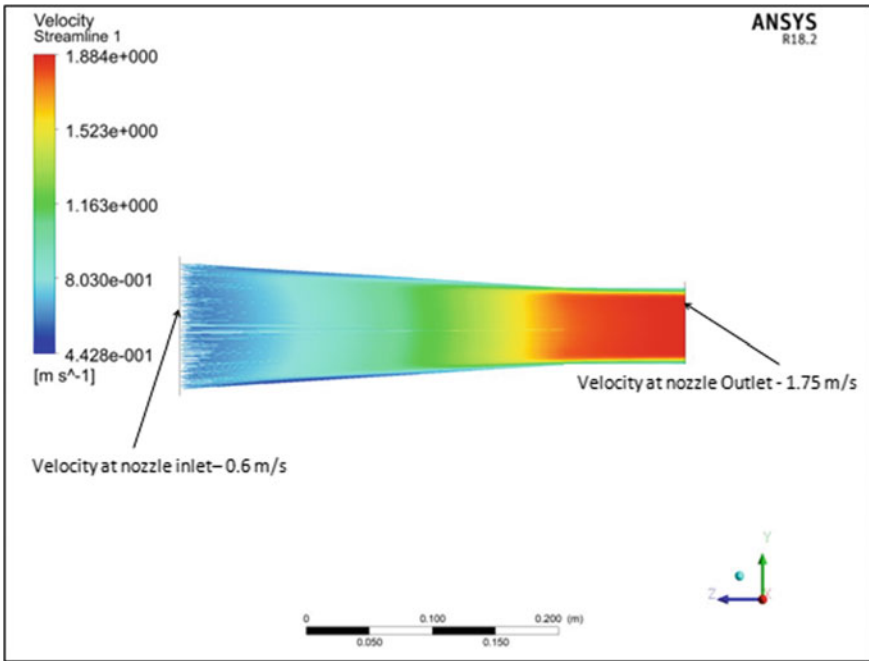 Velocity
Streamline 1
1.884e+000
1.523e+000
1.163e+000
8.030e-001
4.428e-001
[m s^-1]
ANSYS
R18.2
Velocity at nozzle Outlet - 1.75 m/s
Velocity at nozzle inlet– 0.6 m/s
Y
Z
X
0
0.100
0.200
(m)
0.050
0.150